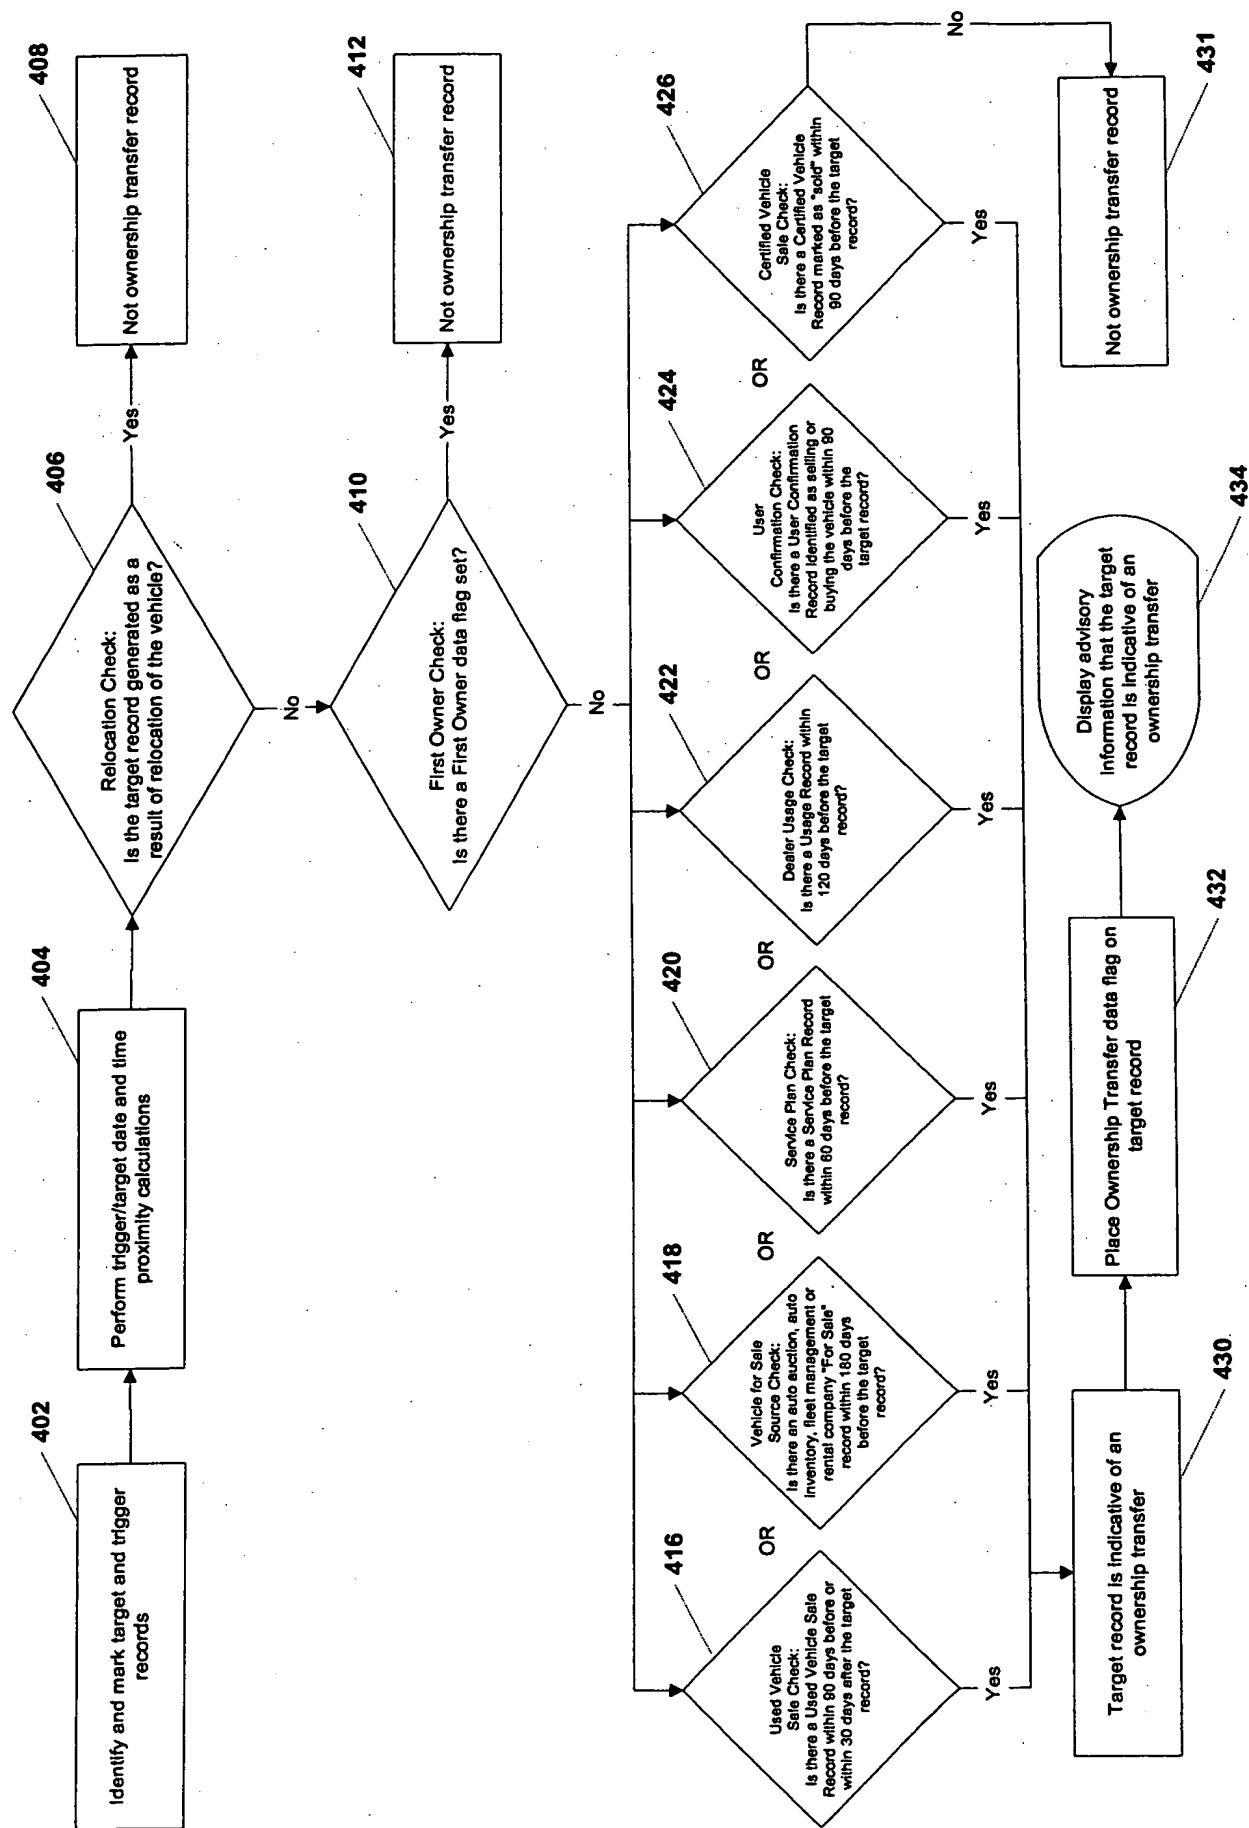 402
Identify and mark target and trigger
records
404
Perform trigger/target date and time
proximity calculations
406
Relocation Check:
Is the target record generated as a
result of relocation of the vehicle?
Yes
408
Not ownership transfer record
No
410
First Owner Check:
Is there a First Owner data flag set?
Yes
412
Not ownership transfer record
No
416
Used Vehicle
Sale Check:
Is there a Used Vehicle Sale
Record within 90 days before or
within 30 days after the target
record?
Yes
OR
418
Vehicle for Sale
Source Check:
Is there an auto auction, auto
inventory, fleet management or
rental company "For Sale"
record within 180 days
before the target
record?
Yes
OR
420
Service Plan Check:
Is there a Service Plan Record
within 60 days before the target
record?
Yes
OR
422
Dealer Usage Check:
Is there a Usage Record within
120 days before the target
record?
Yes
OR
424
User
Confirmation Check:
Is there a User Confirmation
Record identified as selling or
buying the vehicle within 90
days before the
target record?
Yes
OR
426
Certified Vehicle
Sale Check:
Is there a Certified Vehicle
Record marked as "sold" within
90 days before the target
record?
Yes
No
430
Target record is indicative of an
ownership transfer
432
Place Ownership Transfer data flag on
target record
434
Display advisory
information that the target
record is indicative of an
ownership transfer
431
Not ownership transfer record